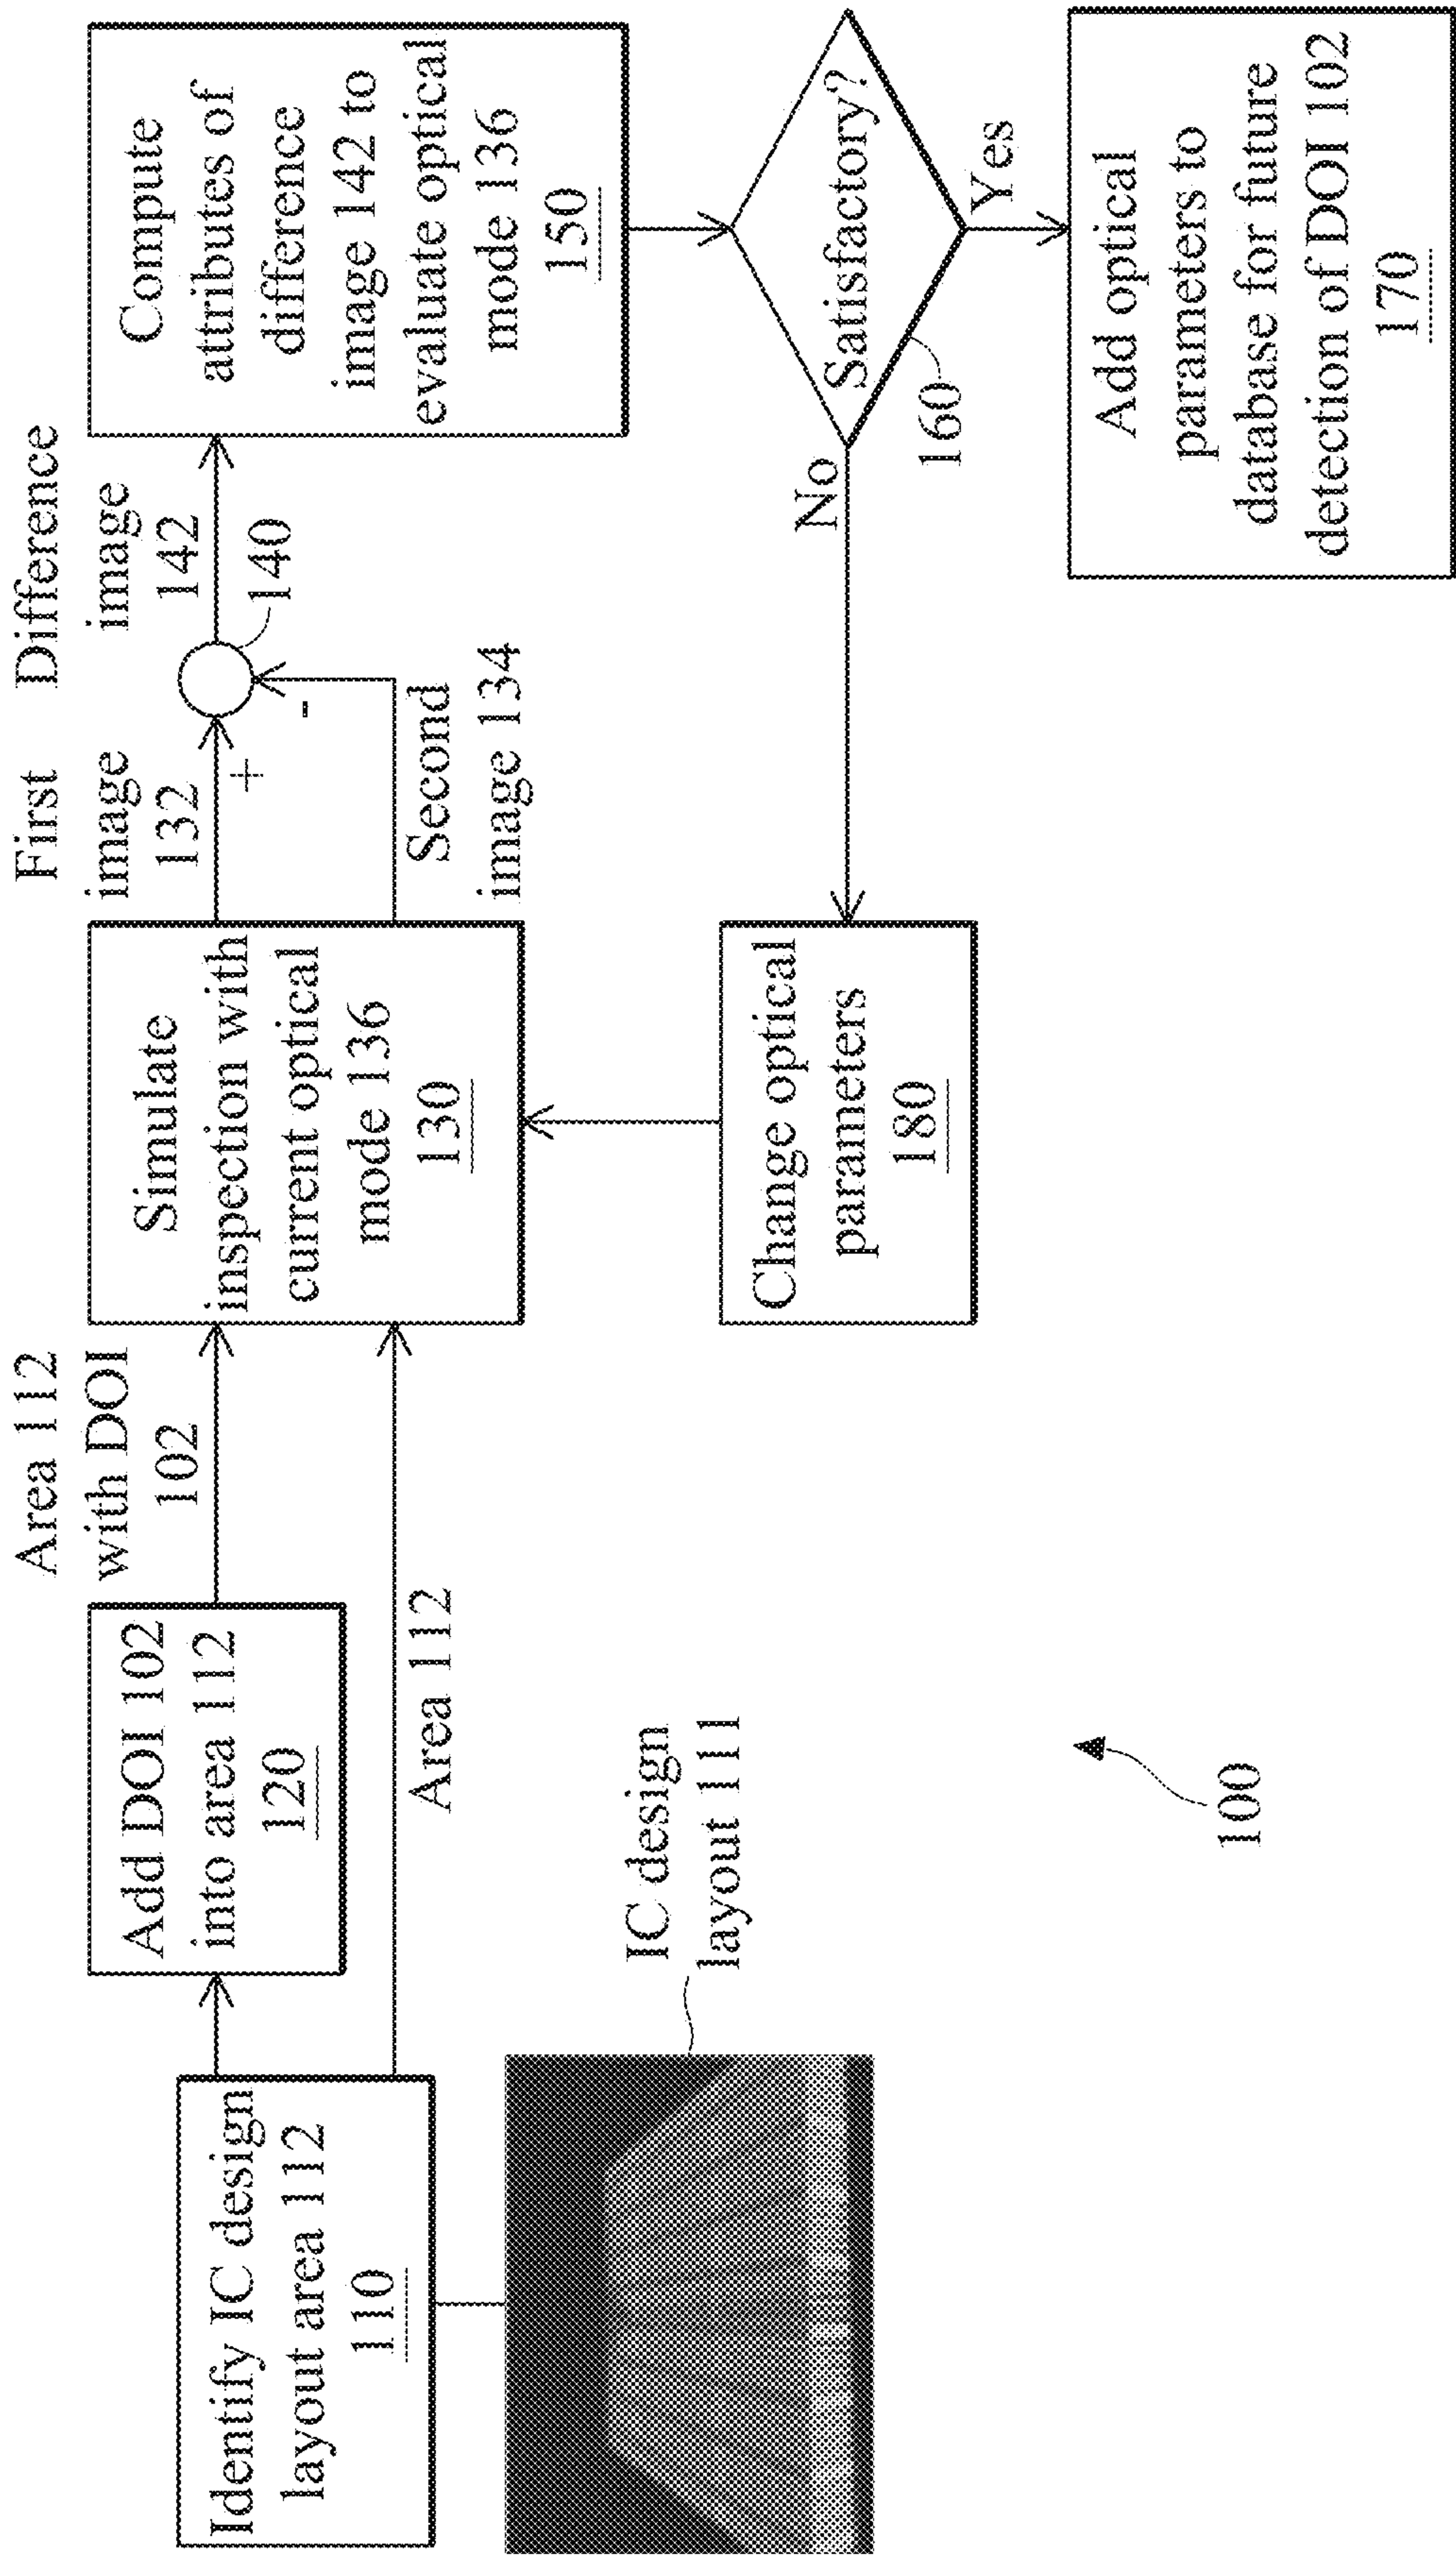 Identify IC design
layout area 112
110
IC design
layout 111
Add DOI 102
into area 112
120
Area 112
with DOI
102
Area 112
Simulate
inspection with
current optical
mode 136
130
First
image
132
+
Second
image 134
-
140
Difference
image
142
Compute
attributes of
difference
image 142 to
evaluate optical
mode 136
150
Satisfactory?
160
No
Yes
Change optical
parameters
180
Add optical
parameters to
database for future
detection of DOI 102
170
100